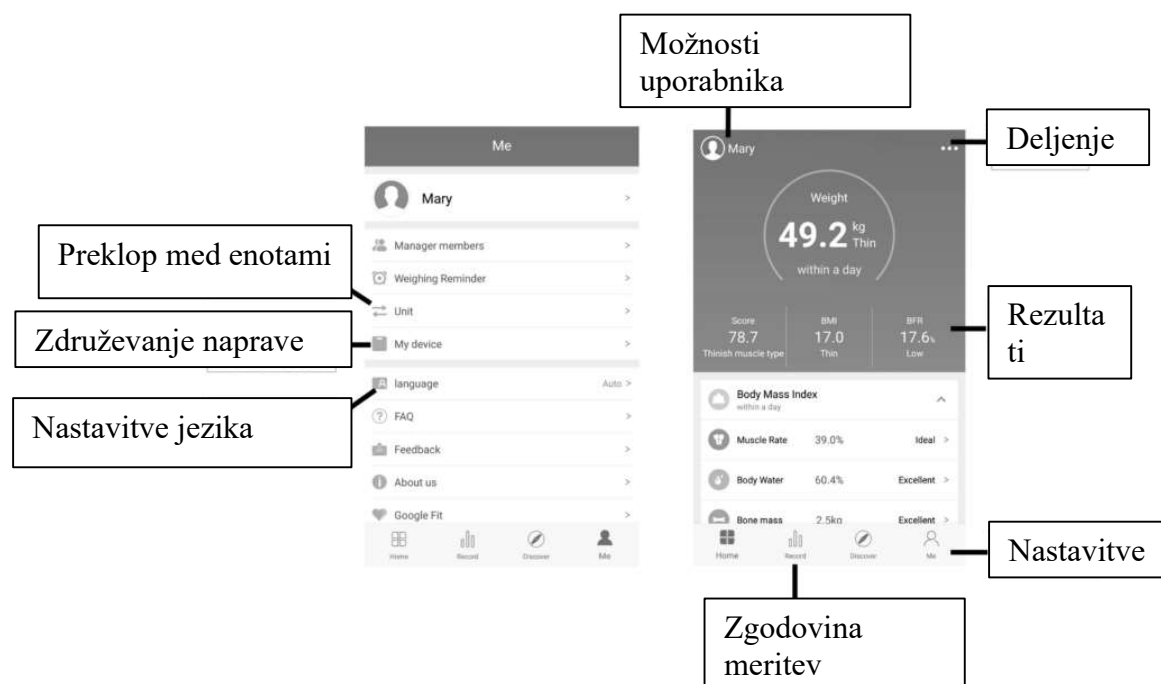 Možnosti
uporabnika
Me
Mary
Manager members
Weighing Reminder
Unit
My device
language Auto
FAQ
Feedback
About us
Google Fit
Home Record Discover Me
Preklop med enotami
Združevanje naprave
Nastavitve jezika
Mary
Weight
49.2 kg
Thin
within a day
Score BMI BFR
78.7 17.0 17.6%
Thinish muscle type Thin Low
Body Mass Index
within a day
Muscle Rate 39.0% Ideal
Body Water 60.4% Excellent
Bone mass 2.5kg Excellent
Home Record Discover Me
Deljenje
Rezulta
ti
Nastavitve
Zgodovina
meritev